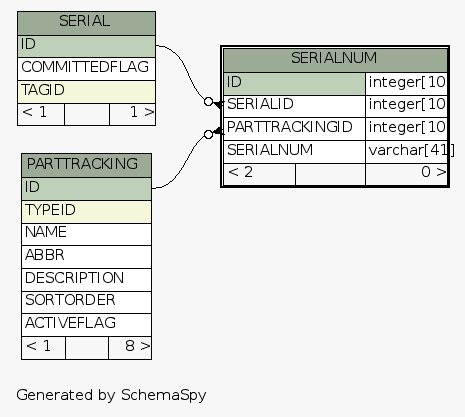 SERIAL
ID
COMMITTEDFLAG
TAGID
< 1 1 >
SERIALNUM
ID integer[10
SERIALID integer[10
PARTTRACKINGID integer[10
SERIALNUM varchar[41]
< 2 0 >
PARTTRACKING
ID
TYPEID
NAME
ABBR
DESCRIPTION
SORTORDER
ACTIVEFLAG
< 1 8 >
Generated by SchemaSpy